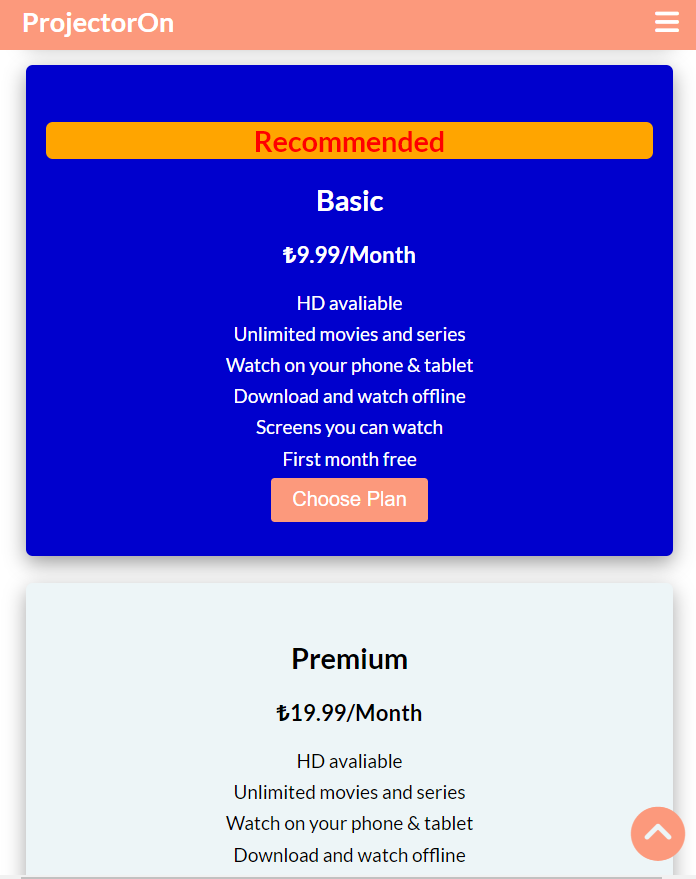 ProjectorOn
Recommended
Basic
₺9.99/Month
HD avaliable
Unlimited movies and series
Watch on your phone & tablet
Download and watch offline
Screens you can watch
First month free
Choose Plan
Premium
₺19.99/Month
HD avaliable
Unlimited movies and series
Watch on your phone & tablet
Download and watch offline